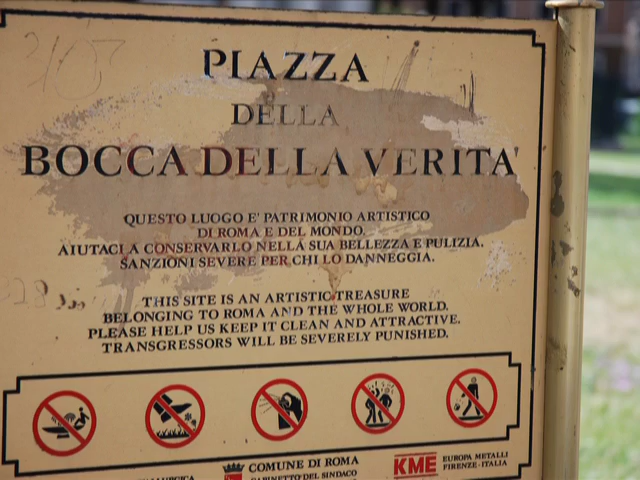 PIAZZA
DELLA
BOCCA DELLA VERITA'
QUESTO LUOGO E' PATRIMONIO ARTISTICO
DI ROMA E DEL MONDO.
AIUTACI A CONSERVARLO NELLA SUA BELLEZZA E PULIZIA.
SANZIONI SEVERE PER CHI LO DANNEGGIA.
THIS SITE IS AN ARTISTIC TREASURE
BELONGING TO ROMA AND THE WHOLE WORLD.
PLEASE HELP US KEEP IT CLEAN AND ATTRACTIVE.
TRANSGRESSORS WILL BE SEVERELY PUNISHED.
COMUNE DI ROMA
GABINETTO DEL SINDACO
KME EUROPA METALLI
FIRENZE-ITALIA